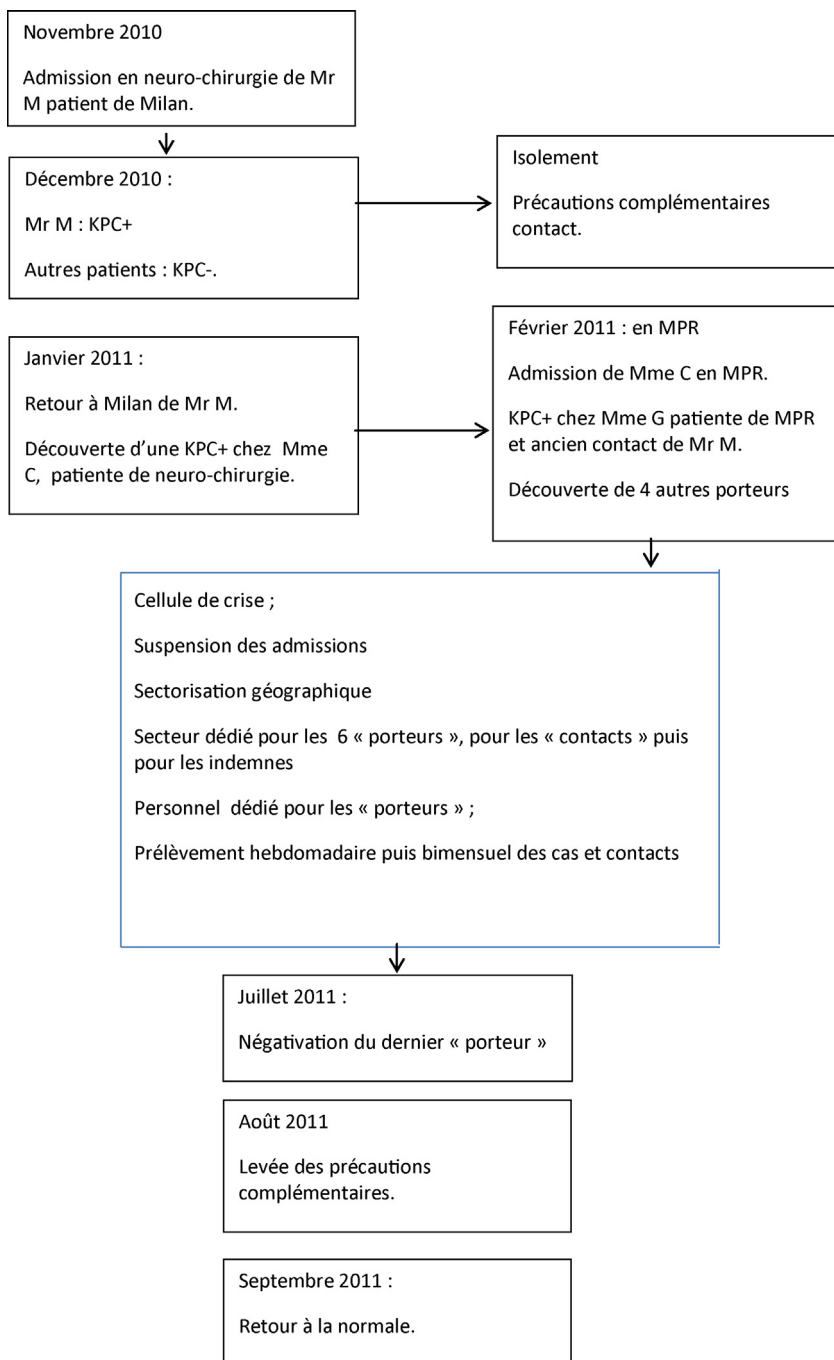 Novembre 2010
Admission en neuro-chirurgie de Mr
M patient de Milan.
Décembre 2010 :
Mr M : KPC+
Autres patients : KPC-.
Isolement
Précautions complémentaires
contact.
Janvier 2011 :
Retour à Milan de Mr M.
Découverte d’une KPC+ chez Mme
C, patiente de neuro-chirurgie.
Février 2011 : en MPR
Admission de Mme C en MPR.
KPC+ chez Mme G patiente de MPR
et ancien contact de Mr M.
Découverte de 4 autres porteurs
Cellule de crise ;
Suspension des admissions
Sectorisation géographique
Secteur dédié pour les 6 « porteurs », pour les « contacts » puis
pour les indemnes
Personnel dédié pour les « porteurs » ;
Prélèvement hebdomadaire puis bimensuel des cas et contacts
Juillet 2011 :
Négativation du dernier « porteur »
Août 2011
Levée des précautions
complémentaires.
Septembre 2011 :
Retour à la normale.